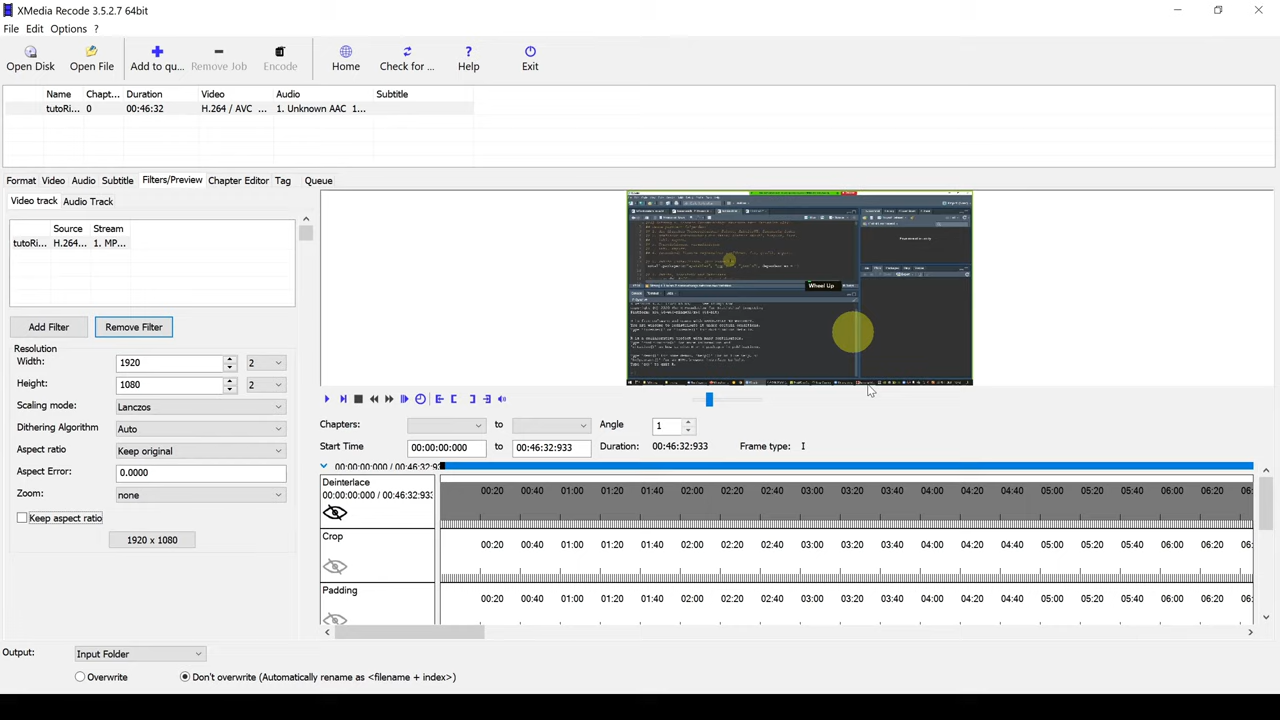 XMedia Recode 3.5.2.7 64bit
File Edit Options ?
Open Disk Open File Add to qu... Remove Job Encode Home Check for ... Help Exit
Name Chapt... Duration Video Audio Subtitle
tutoRi... 0 00:46:32 H.264 / AVC ... 1. Unknown AAC 1...
Format Video Audio Subtitle Filters/Preview Chapter Editor Tag Queue
Video track Audio Track
Source Stream
tutoRi... H.264... 1. MP...
Wheel Up
Add Filter Remove Filter
Width: 1920
Height: 1080 2
Scaling mode: Lanczos
Dithering Algorithm Auto
Aspect ratio Keep original
Aspect Error: 0.0000
Zoom: none
Keep aspect ratio
1920 x 1080
Chapters: to Angle 1
Start Time 00:00:00:000 to 00:46:32:933 Duration: 00:46:32:933 Frame type: I
00:00:00:000 / 00:46:32:93
Deinterlace
00:00:00:000 / 00:46:32:933
00:20 00:40 01:00 01:20 01:40 02:00 02:20 02:40 03:00 03:20 03:40 04:00 04:20 04:40 05:00 05:20 05:40 06:00 06:
Crop
00:20 00:40 01:00 01:20 01:40 02:00 02:20 02:40 03:00 03:20 03:40 04:00 04:20 04:40 05:00 05:20 05:40 06:00 06:
Padding
00:20 00:40 01:00 01:20 01:40 02:00 02:20 02:40 03:00 03:20 03:40 04:00 04:20 04:40 05:00 05:20 05:40 06:00 06:
Output: Input Folder
Overwrite Don't overwrite (Automatically rename as <filename + index>)